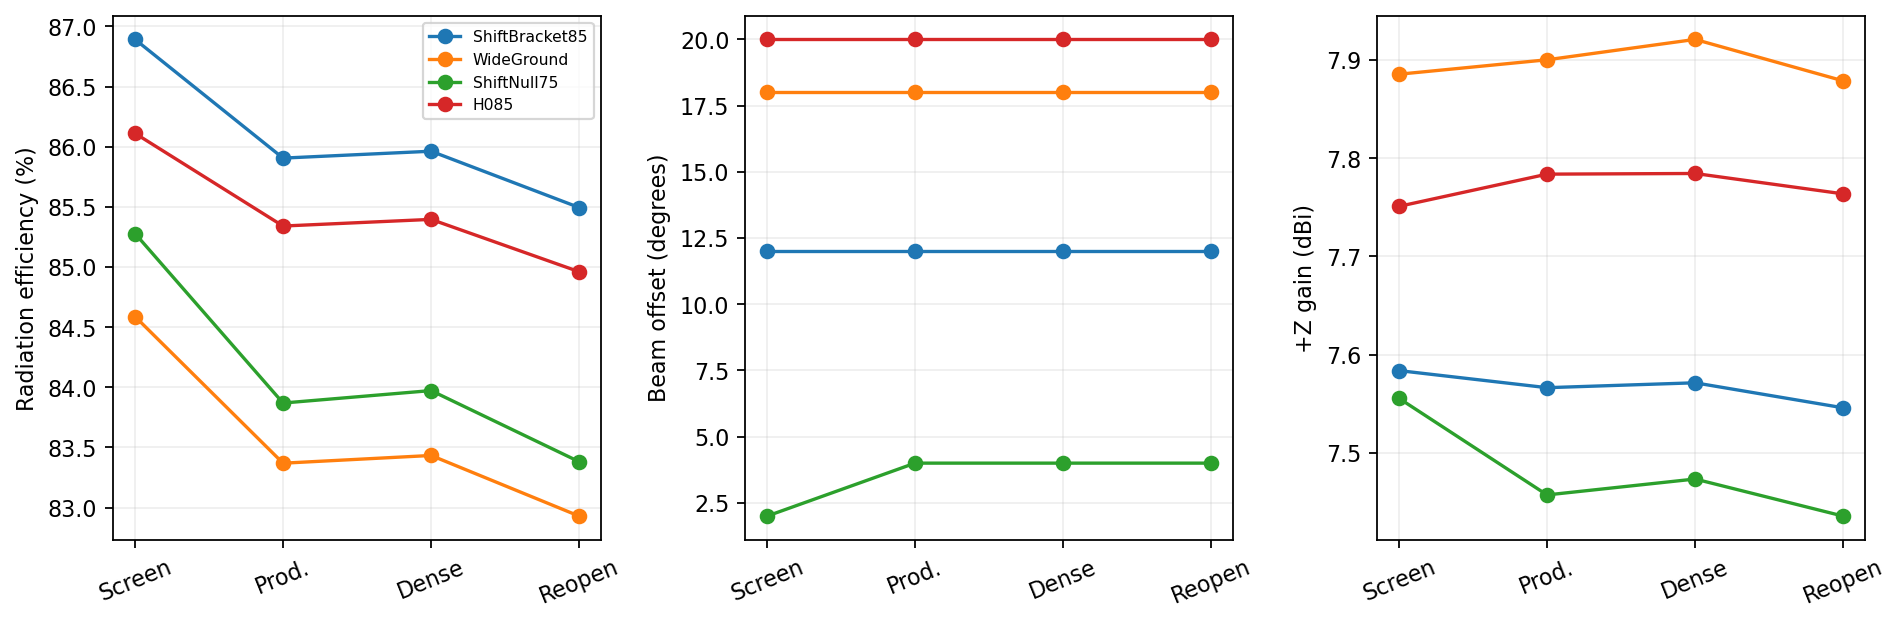 Radiation efficiency (%)
87.0
86.5
86.0
85.5
85.0
84.5
84.0
83.5
83.0
Screen
Prod.
Dense
Reopen
ShiftBracket85
WideGround
ShiftNull75
H085
Beam offset (degrees)
20.0
17.5
15.0
12.5
10.0
7.5
5.0
2.5
Screen
Prod.
Dense
Reopen
+Z gain (dBi)
7.9
7.8
7.7
7.6
7.5
Screen
Prod.
Dense
Reopen